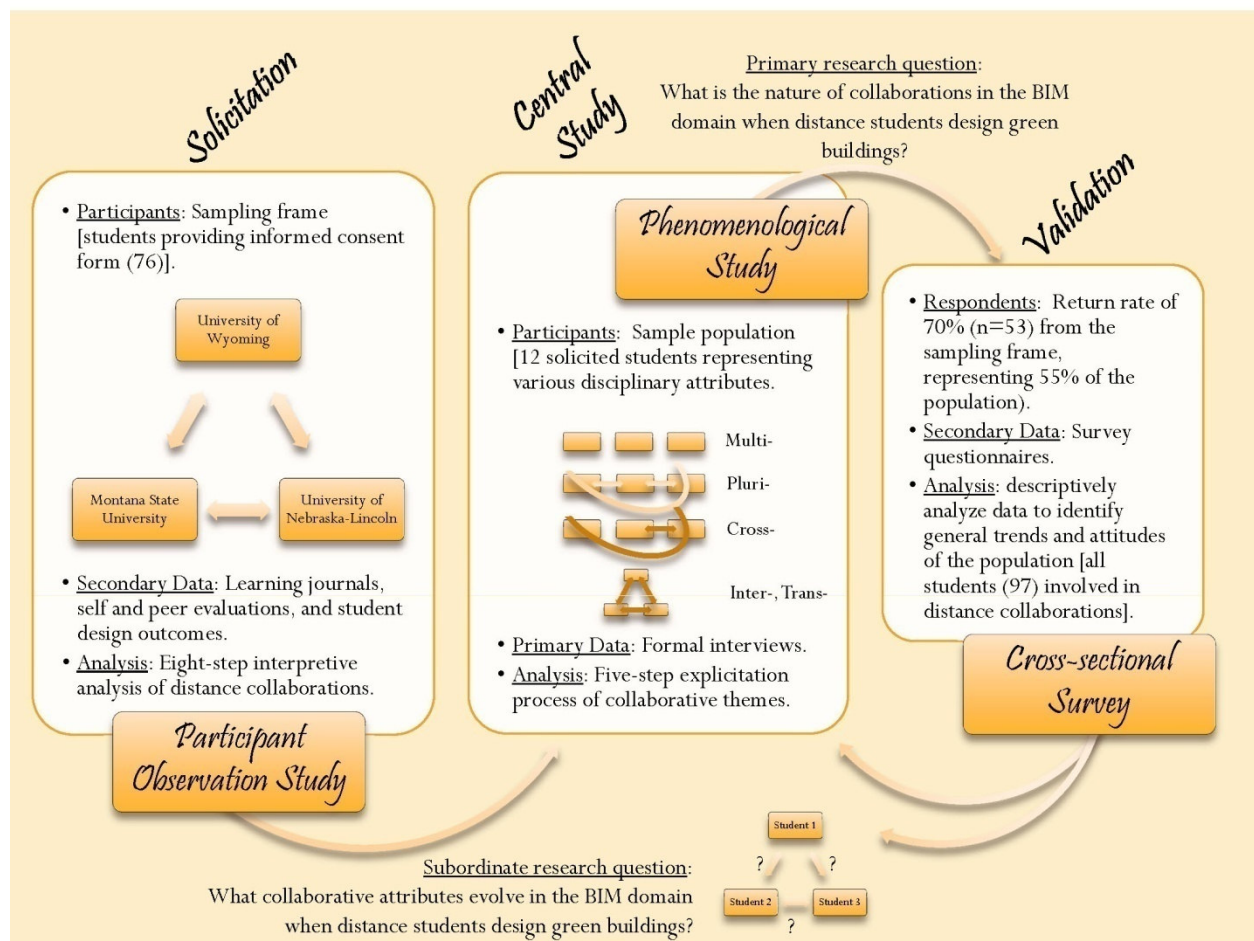 Solicitation
• Participants: Sampling frame
[students providing informed consent
form (76)].
University of
Wyoming
Montana State
University
University of
Nebraska-Lincoln
• Secondary Data: Learning journals,
self and peer evaluations, and student
design outcomes.
• Analysis: Eight-step interpretive
analysis of distance collaborations.
Participant
Observation Study
Central
Study
Primary research question:
What is the nature of collaborations in the BIM
domain when distance students design green
buildings?
Phenomenological
Study
• Participants: Sample population
[12 solicited students representing
various disciplinary attributes.
Multi-
Pluri-
Cross-
Inter-, Trans-
• Primary Data: Formal interviews.
• Analysis: Five-step explicitation
process of collaborative themes.
Validation
• Respondents: Return rate of
70% (n=53) from the
sampling frame,
representing 55% of the
population).
• Secondary Data: Survey
questionnaires.
• Analysis: descriptively
analyze data to identify
general trends and attitudes
of the population [all
students (97) involved in
distance collaborations].
Cross-sectional
Survey
Subordinate research question:
What collaborative attributes evolve in the BIM domain
when distance students design green buildings?
Student 1
? ?
Student 2 Student 3
?